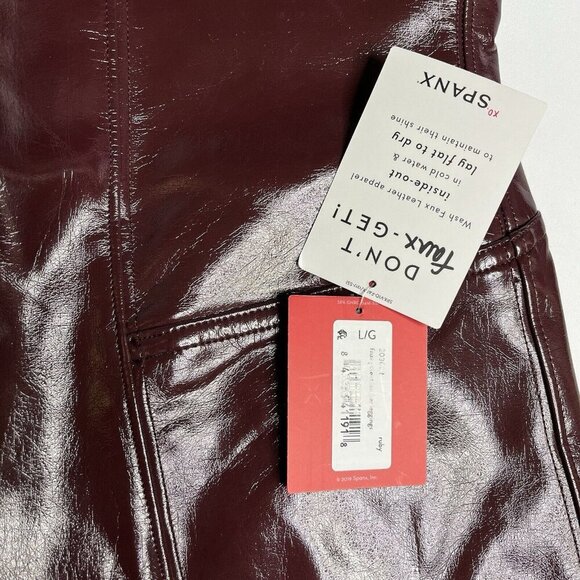 DON'T
faux-GET!
Wash Faux Leather apparel
inside-out
in cold water &
lay flat to dry
to maintain their shine
xo
SPANX®
L/G
ruby
© 2019 Spanx, Inc.